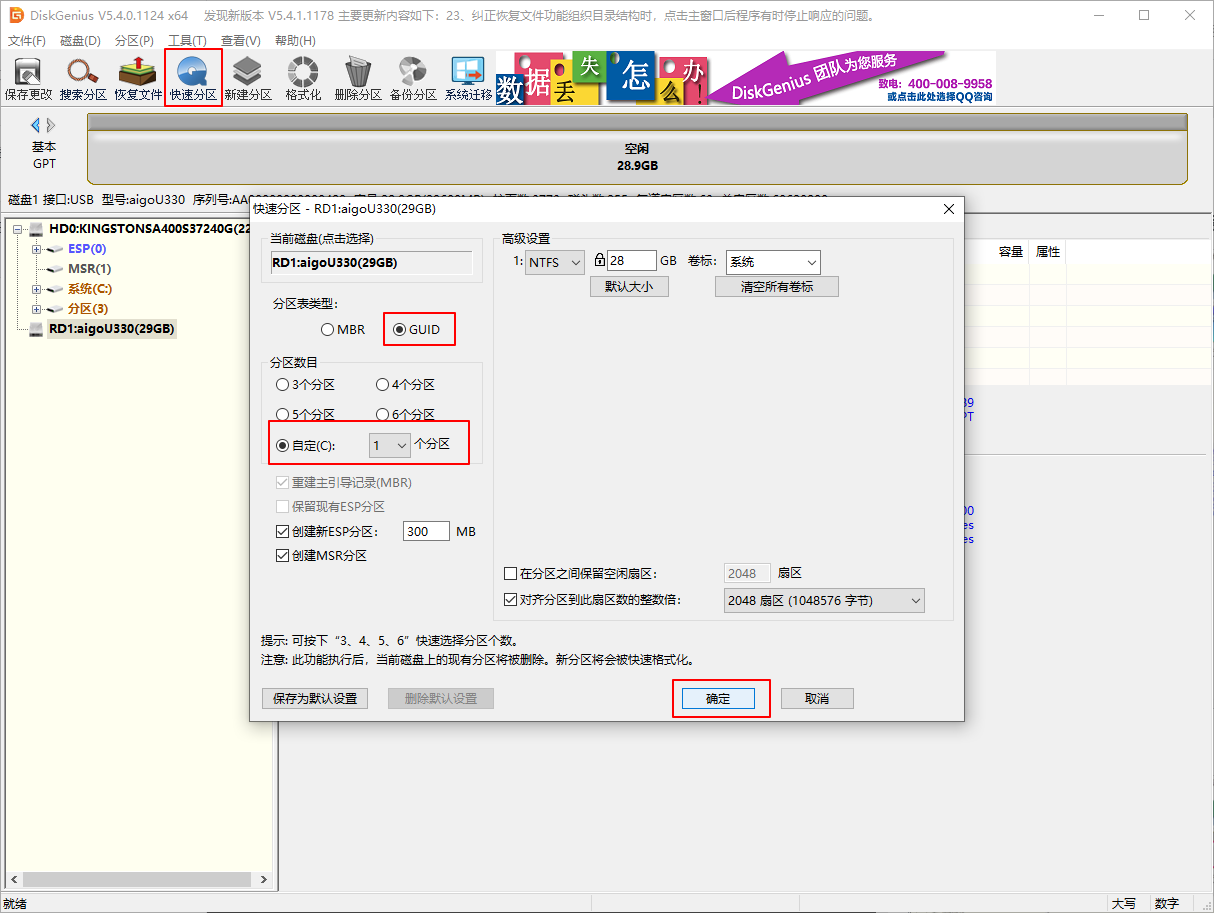 DiskGenius V5.4.0.1124 x64 发现新版本 V5.4.1.1178 主要更新内容如下：23、纠正恢复文件功能组织目录结构时，点击主窗口后程序有时停止响应的问题。
文件(F) 磁盘(D) 分区(P) 工具(T) 查看(V) 帮助(H)
保存更改 搜索分区 恢复文件 快速分区 新建分区 格式化 删除分区 备份分区 系统迁移
数据丢失怎么办!
DiskGenius 团队为您服务
致电：400-008-9958
或点击此处选择QQ咨询
基本
GPT
空闲
28.9GB
磁盘1 接口:USB 型号:aigoU330 序列号:
HD0:KINGSTONSA400S37240G(22
ESP(0)
MSR(1)
系统(C:)
分区(3)
RD1:aigoU330(29GB)
快速分区 - RD1:aigoU330(29GB)
当前磁盘(点击选择)
RD1:aigoU330(29GB)
分区表类型：
MBR GUID
分区数目
3个分区 4个分区
5个分区 6个分区
自定(C): 1 个分区
重建主引导记录(MBR)
保留现有ESP分区
创建新ESP分区： 300 MB
创建MSR分区
高级设置
1: NTFS 28 GB 卷标： 系统
默认大小 清空所有卷标
在分区之间保留空闲扇区： 2048 扇区
对齐分区到此扇区数的整数倍： 2048 扇区 (1048576 字节)
提示: 可按下“3、4、5、6”快速选择分区个数。
注意: 此功能执行后，当前磁盘上的现有分区将被删除。新分区将会被快速格式化。
保存为默认设置 删除默认设置 确定 取消
容量 属性
就绪
大写 数字